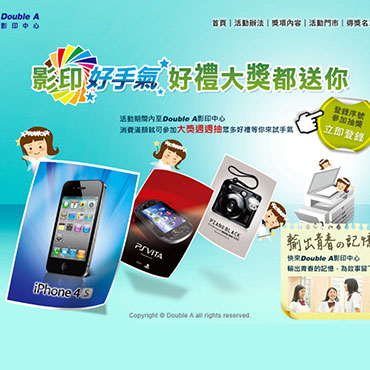 Double A
影印中心
首頁｜活動辦法｜獎項內容｜活動門市｜得獎名
影印好手氣 好禮大獎都送你
活動期間內至Double A影印中心
消費滿額就可參加大獎週週抽眾多好禮等你來試手氣
登錄序號
參加抽獎
立即登錄
iPhone 4S
PSVITA
PIANOBLACK
輸出青春の記憶
快來Double A影印中心
輸出青春的記憶，為故事留
Copyright © Double A all rights reserved.